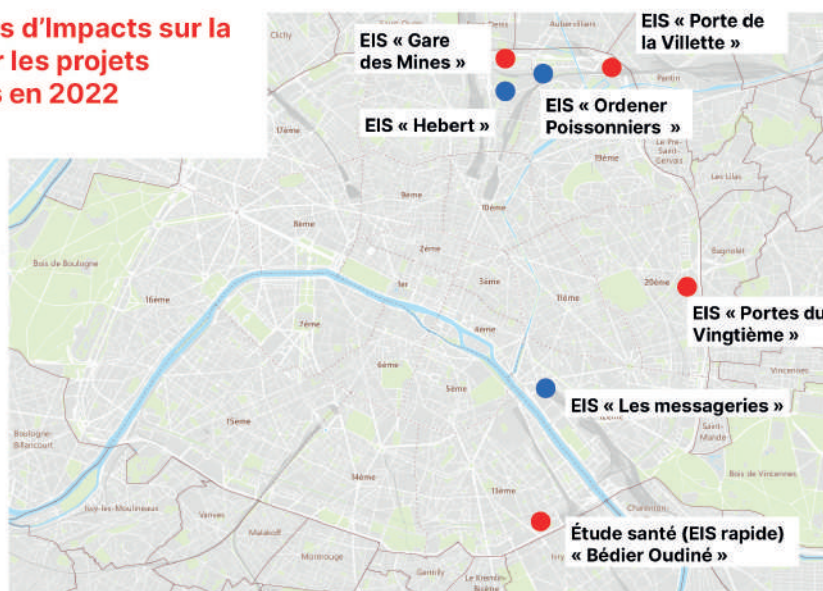 s d’Impacts sur la
r les projets
s en 2022
EIS « Gare
des Mines »
EIS « Porte de
la Villette »
EIS « Hebert »
EIS « Ordener
Poissonniers »
EIS « Portes du
Vingtième »
EIS « Les messageries »
Étude santé (EIS rapide)
« Bédier Oudiné »
Clichy
Aubervilliers
Pantin
Le Pré-
Saint-
Gervais
Les Lilas
Bagnolet
17ème
19ème
9ème
10ème
8ème
2ème
1er
3ème
11ème
20ème
Bois de Boulogne
16ème
7ème
4ème
6ème
5ème
15ème
14ème
13ème
Vincennes
Saint-
Mandé
Bois de Vincennes
Charenton-
Boulogne-
Billancourt
Issy-les-Moulineaux
Vanves
Malakoff
Montrouge
Gentilly
Le Kremlin-
Bicêtre
Ivry